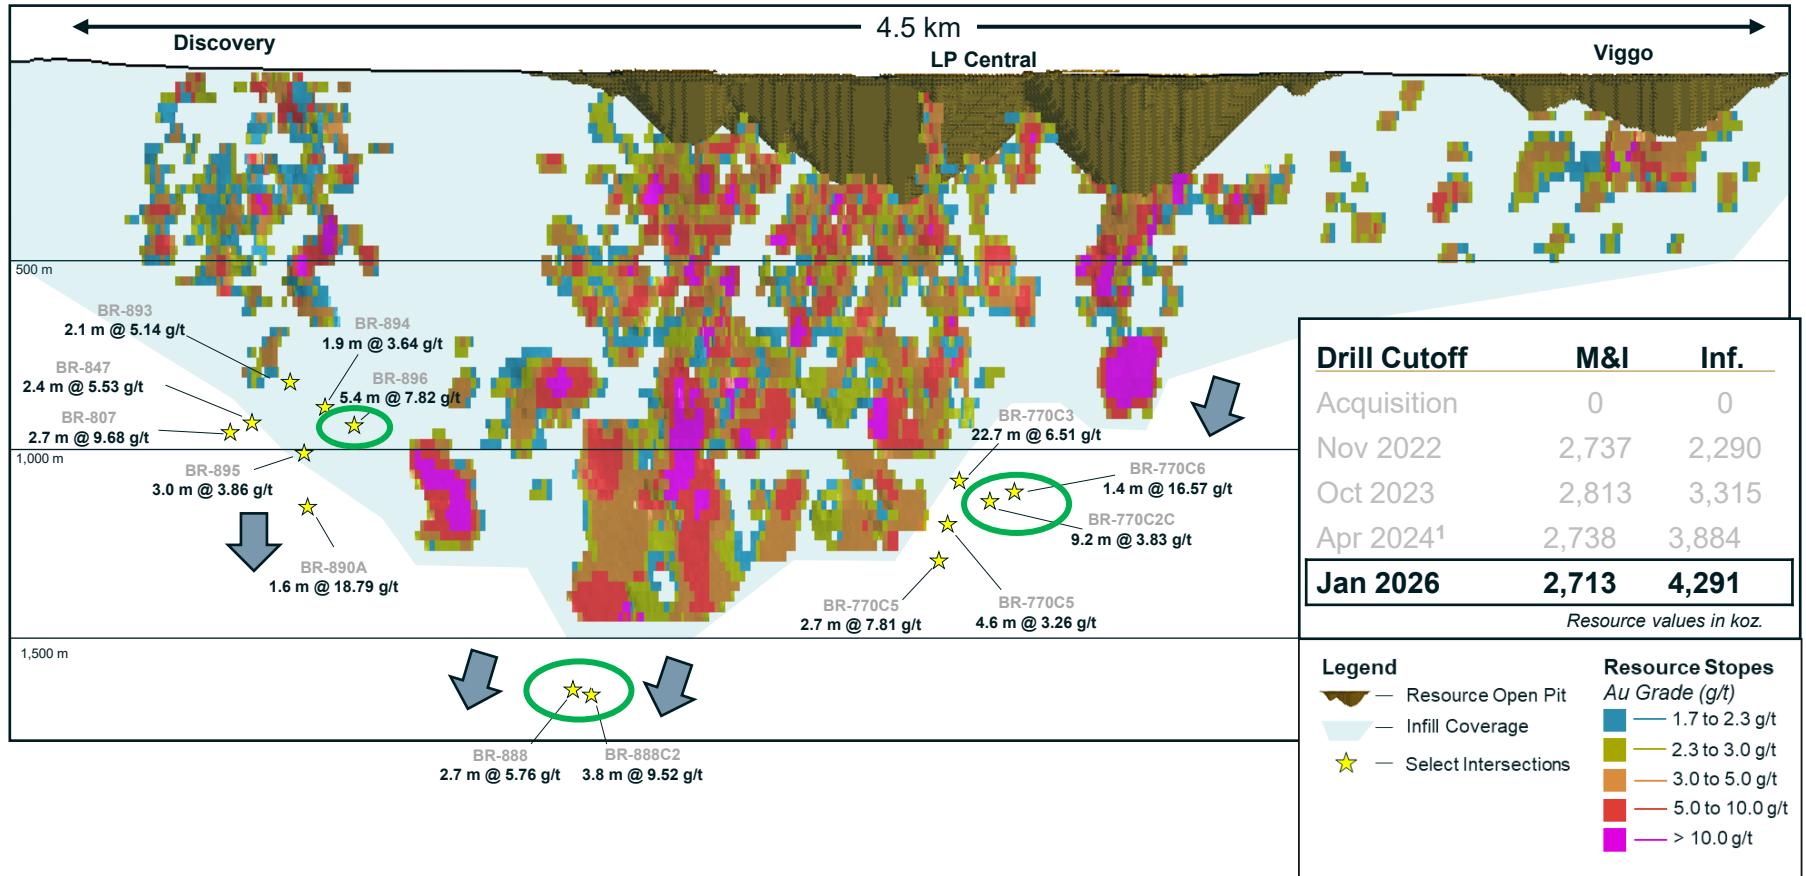 4.5 km
Discovery
LP Central
Viggo
500 m
BR-893
2.1 m @ 5.14 g/t
BR-894
1.9 m @ 3.64 g/t
BR-847
2.4 m @ 5.53 g/t
BR-896
5.4 m @ 7.82 g/t
BR-807
2.7 m @ 9.68 g/t
1,000 m
BR-895
3.0 m @ 3.86 g/t
BR-890A
1.6 m @ 18.79 g/t
BR-770C3
22.7 m @ 6.51 g/t
BR-770C6
1.4 m @ 16.57 g/t
BR-770C2C
9.2 m @ 3.83 g/t
BR-770C5
2.7 m @ 7.81 g/t
BR-770C5
4.6 m @ 3.26 g/t
1,500 m
BR-888
2.7 m @ 5.76 g/t
BR-888C2
3.8 m @ 9.52 g/t
Drill Cutoff M&I Inf.
Acquisition 0 0
Nov 2022 2,737 2,290
Oct 2023 2,813 3,315
Apr 2024¹ 2,738 3,884
Jan 2026 2,713 4,291
Resource values in koz.
Legend
Resource Open Pit
Infill Coverage
Select Intersections
Resource Stopes
Au Grade (g/t)
1.7 to 2.3 g/t
2.3 to 3.0 g/t
3.0 to 5.0 g/t
5.0 to 10.0 g/t
> 10.0 g/t